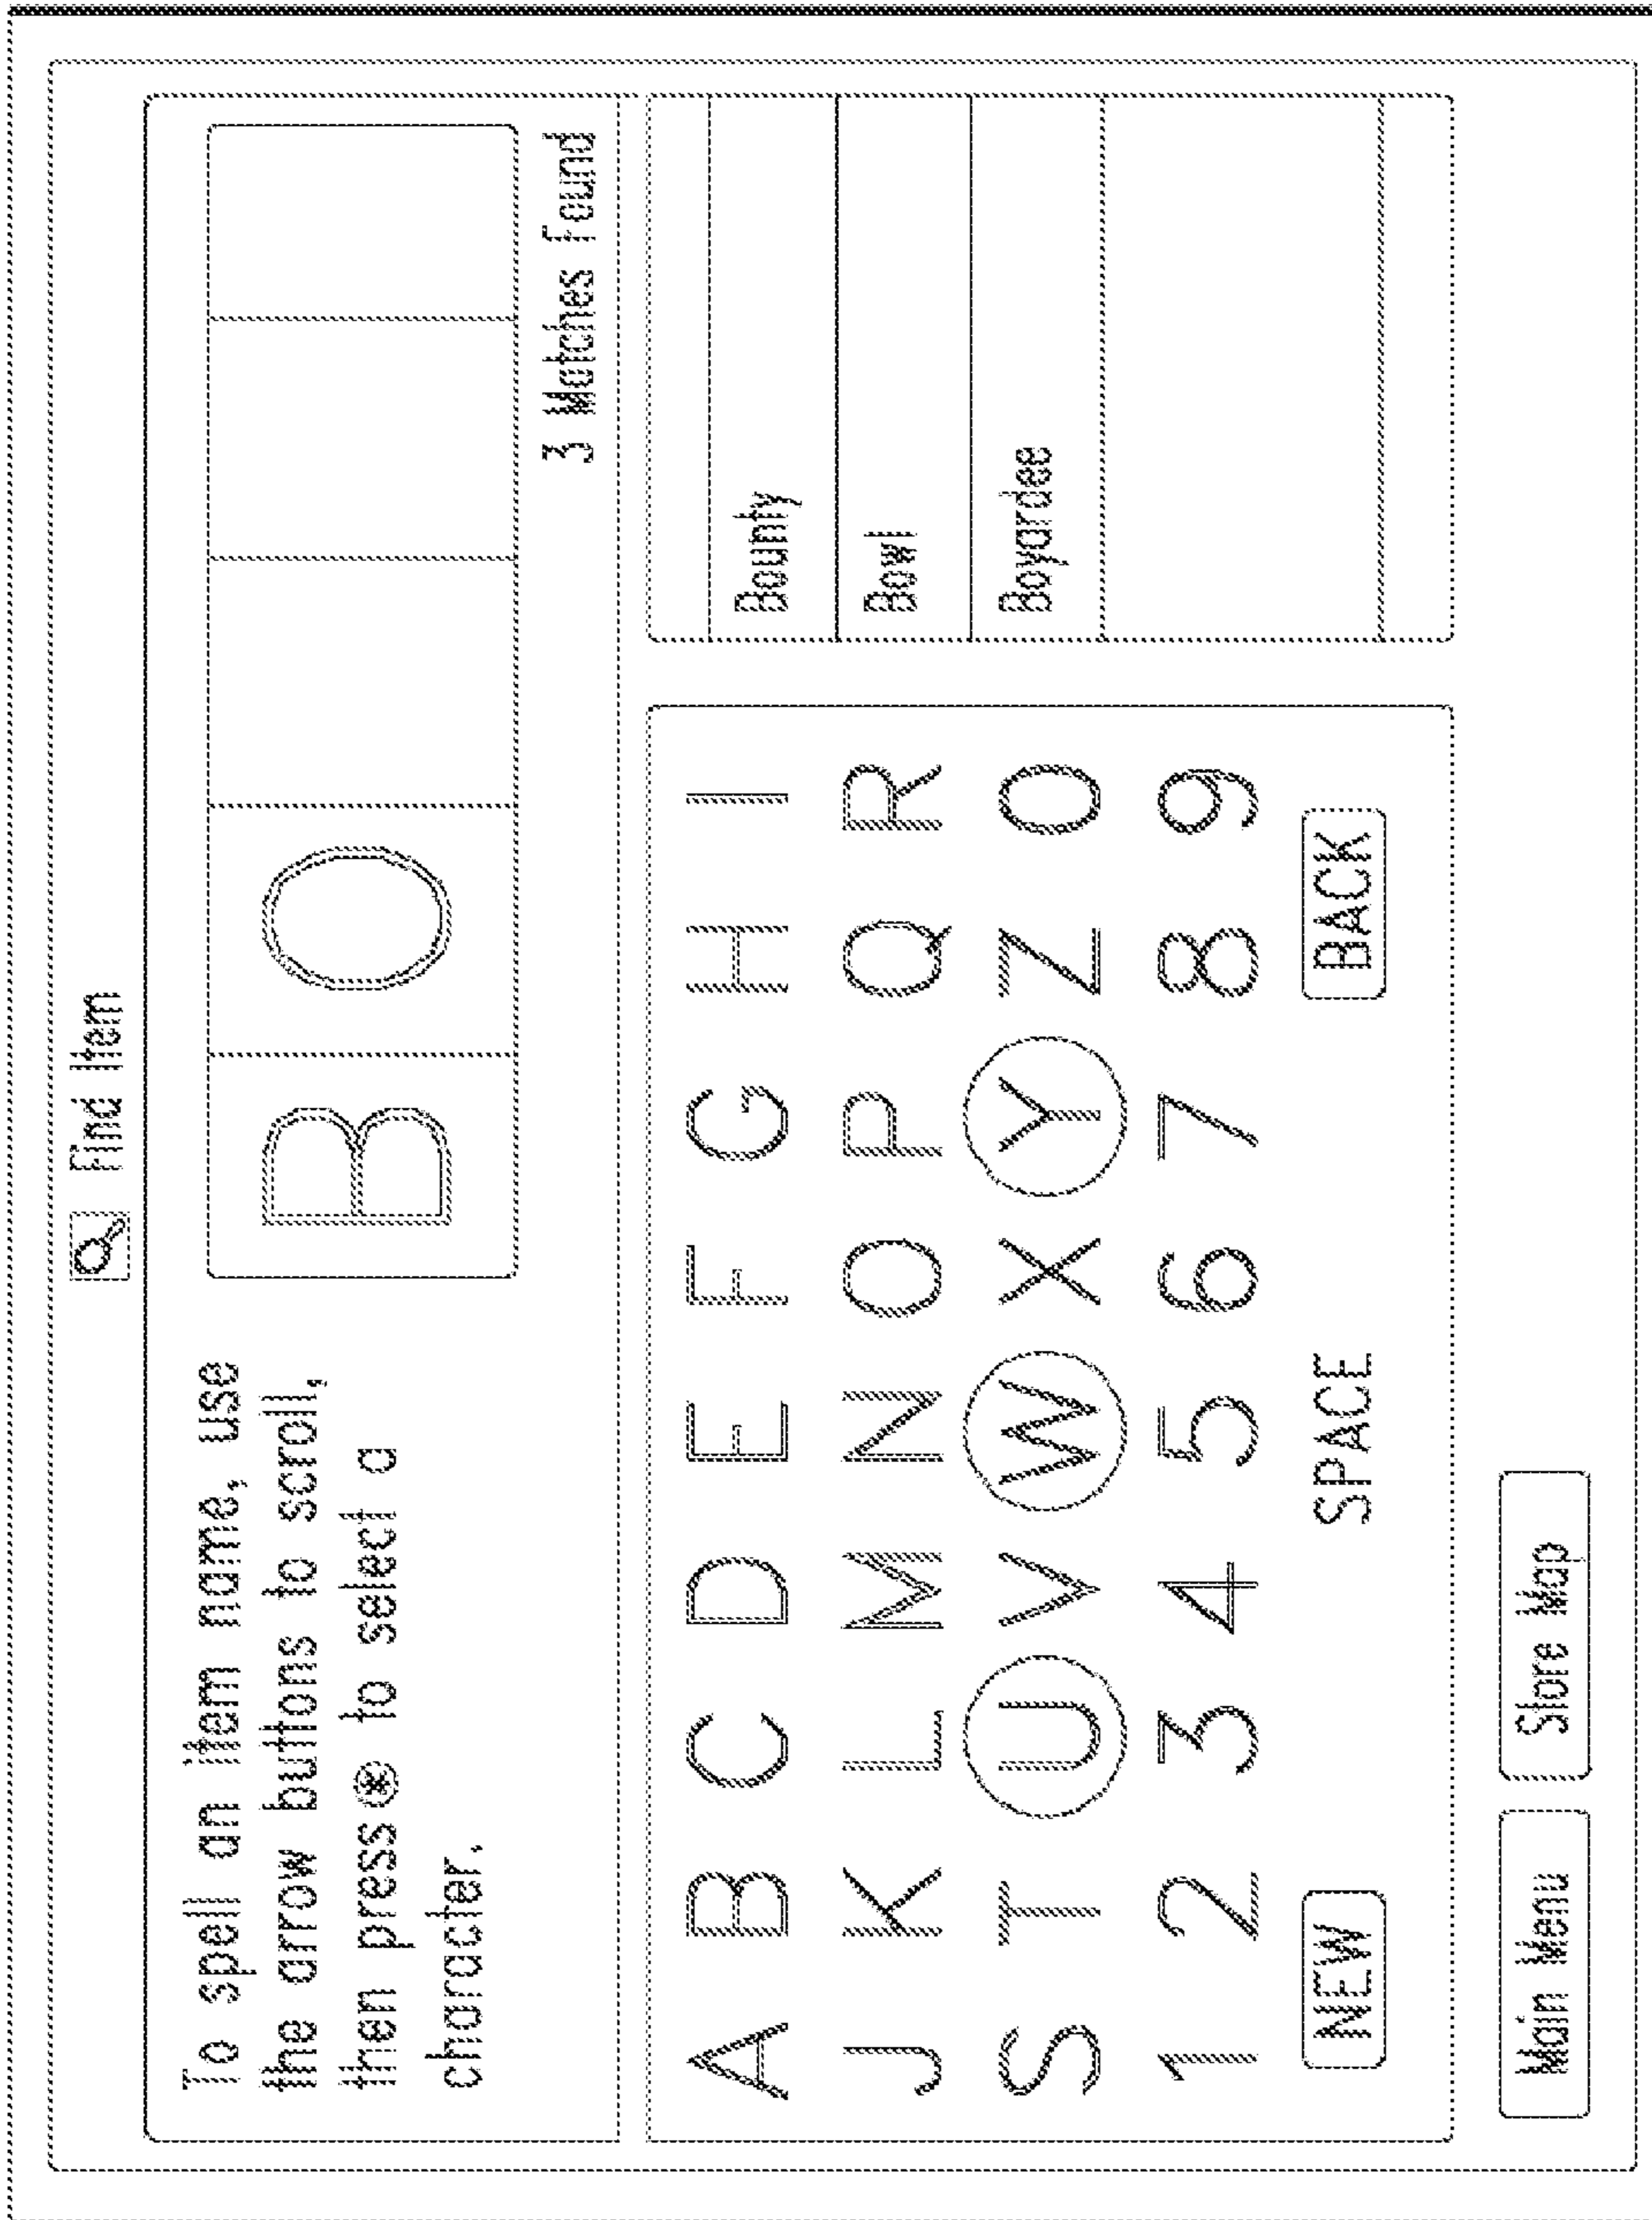 Find Item
To spell an item name, use
the arrow buttons to scroll,
then press ⊛ to select a
character.
B O
3 Matches Found
A B C D E F G H I
J K L M N O P Q R
S T U V W X Y Z 0
1 2 3 4 5 6 7 8 9
NEW SPACE BACK
Bounty
Bowl
Boyardee
Main Menu Store Map